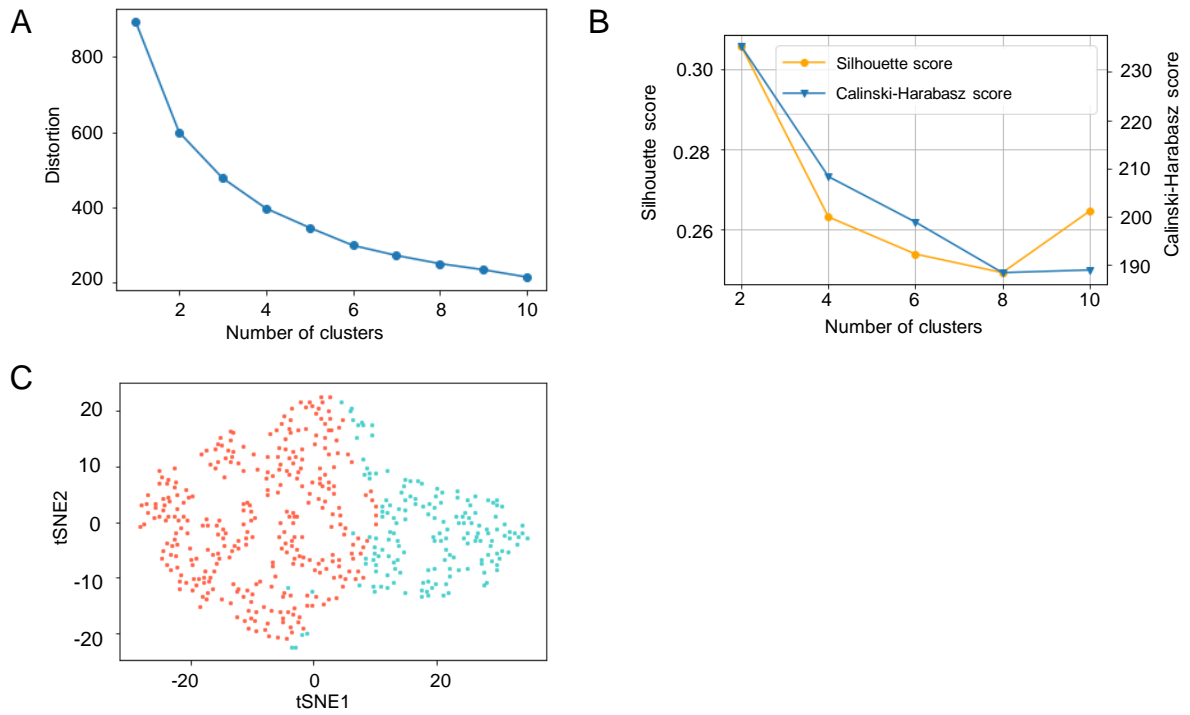 A
Distortion
800
600
400
200
2 4 6 8 10
Number of clusters
B
Silhouette score
0.30
0.28
0.26
Silhouette score
Calinski-Harabasz score
230
220
210
200
190
Calinski-Harabasz score
2 4 6 8 10
Number of clusters
C
tSNE2
20
10
0
-10
-20
-20 0 20
tSNE1